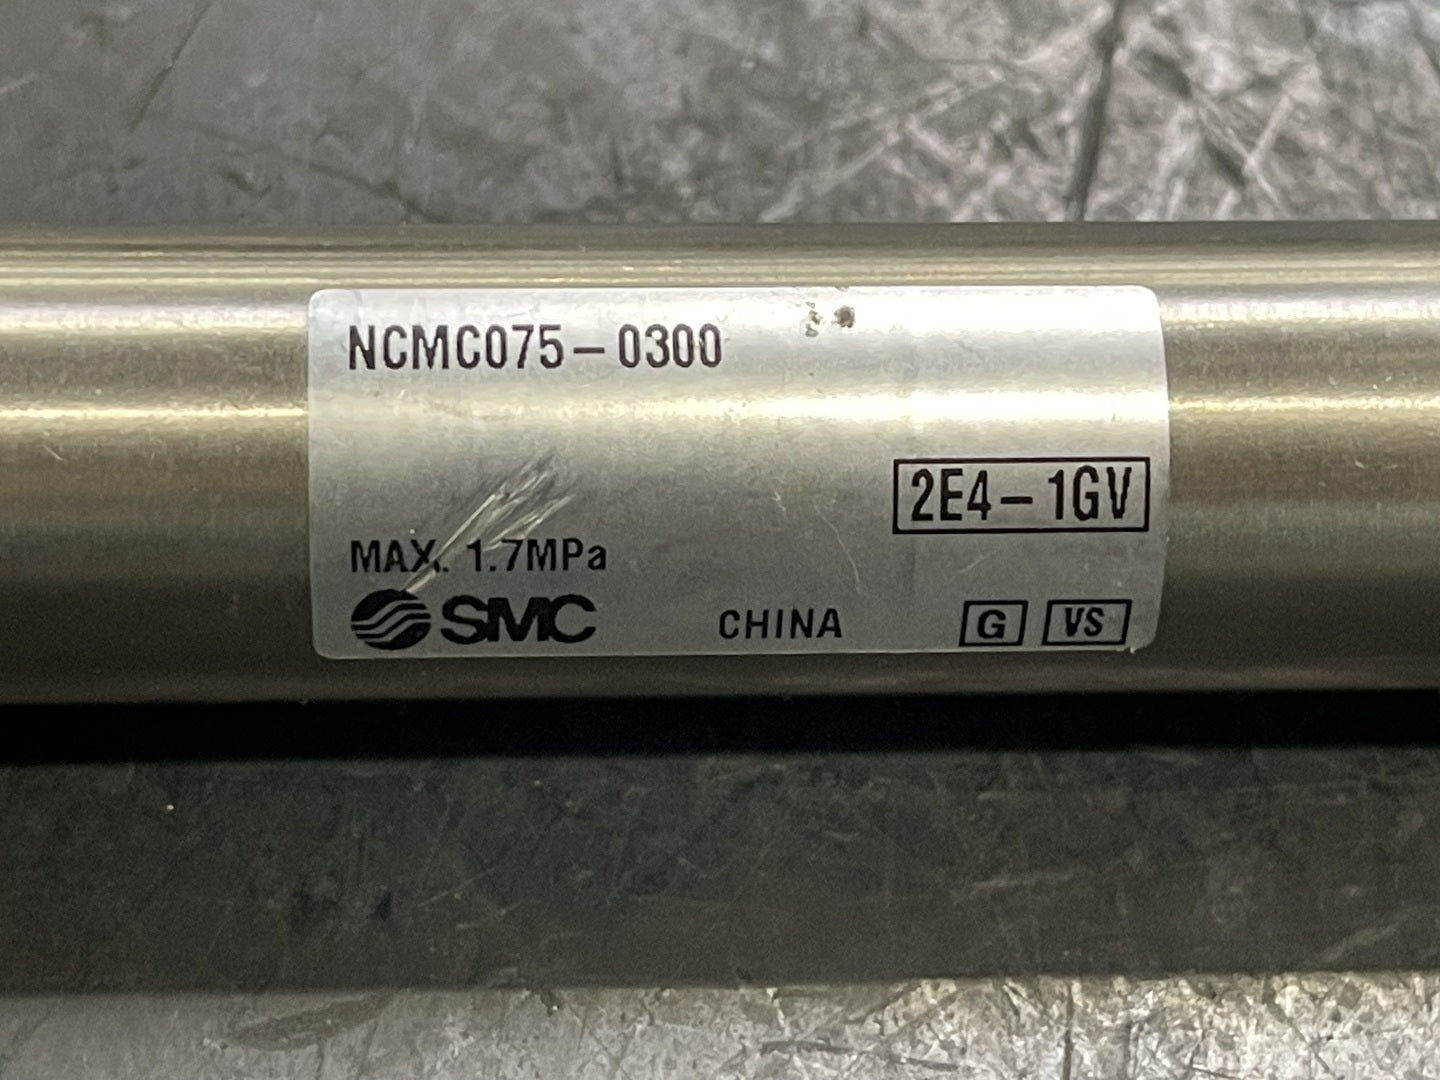 NCMC075-0300
2E4-1GV
MAX. 1.7MPa
SMC CHINA G VS